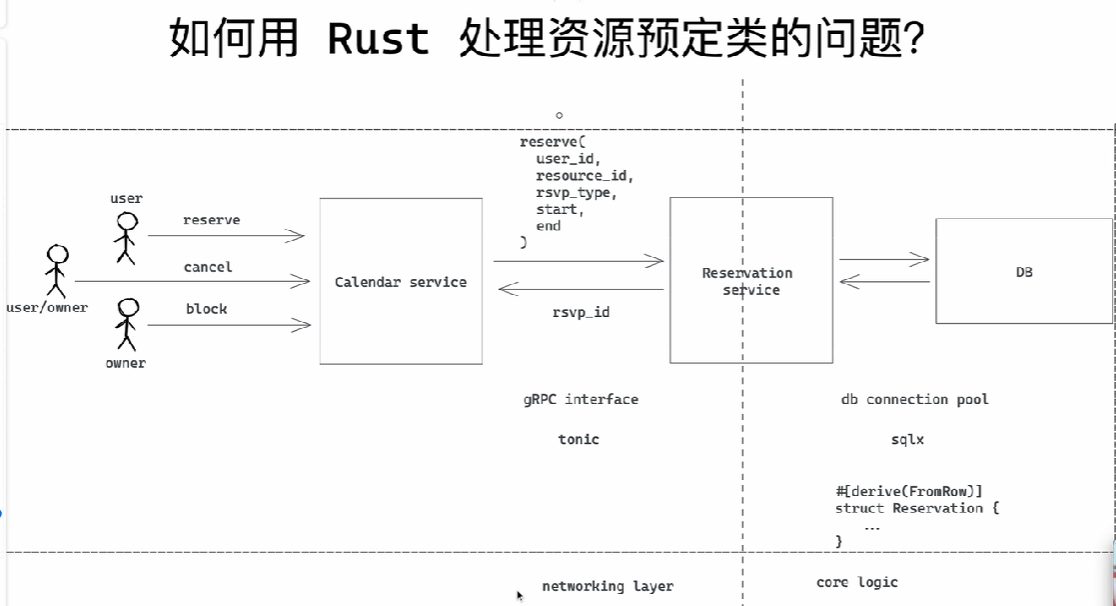 如何用 Rust 处理资源预定类的问题？
reserve(
user_id,
resource_id,
rsvp_type,
start,
end
)
user
reserve
cancel
user/owner
block
owner
Calendar service
Reservation
service
rsvp_id
DB
gRPC interface
tonic
db connection pool
sqlx
#[derive(FromRow)]
struct Reservation {
...
}
networking layer
core logic